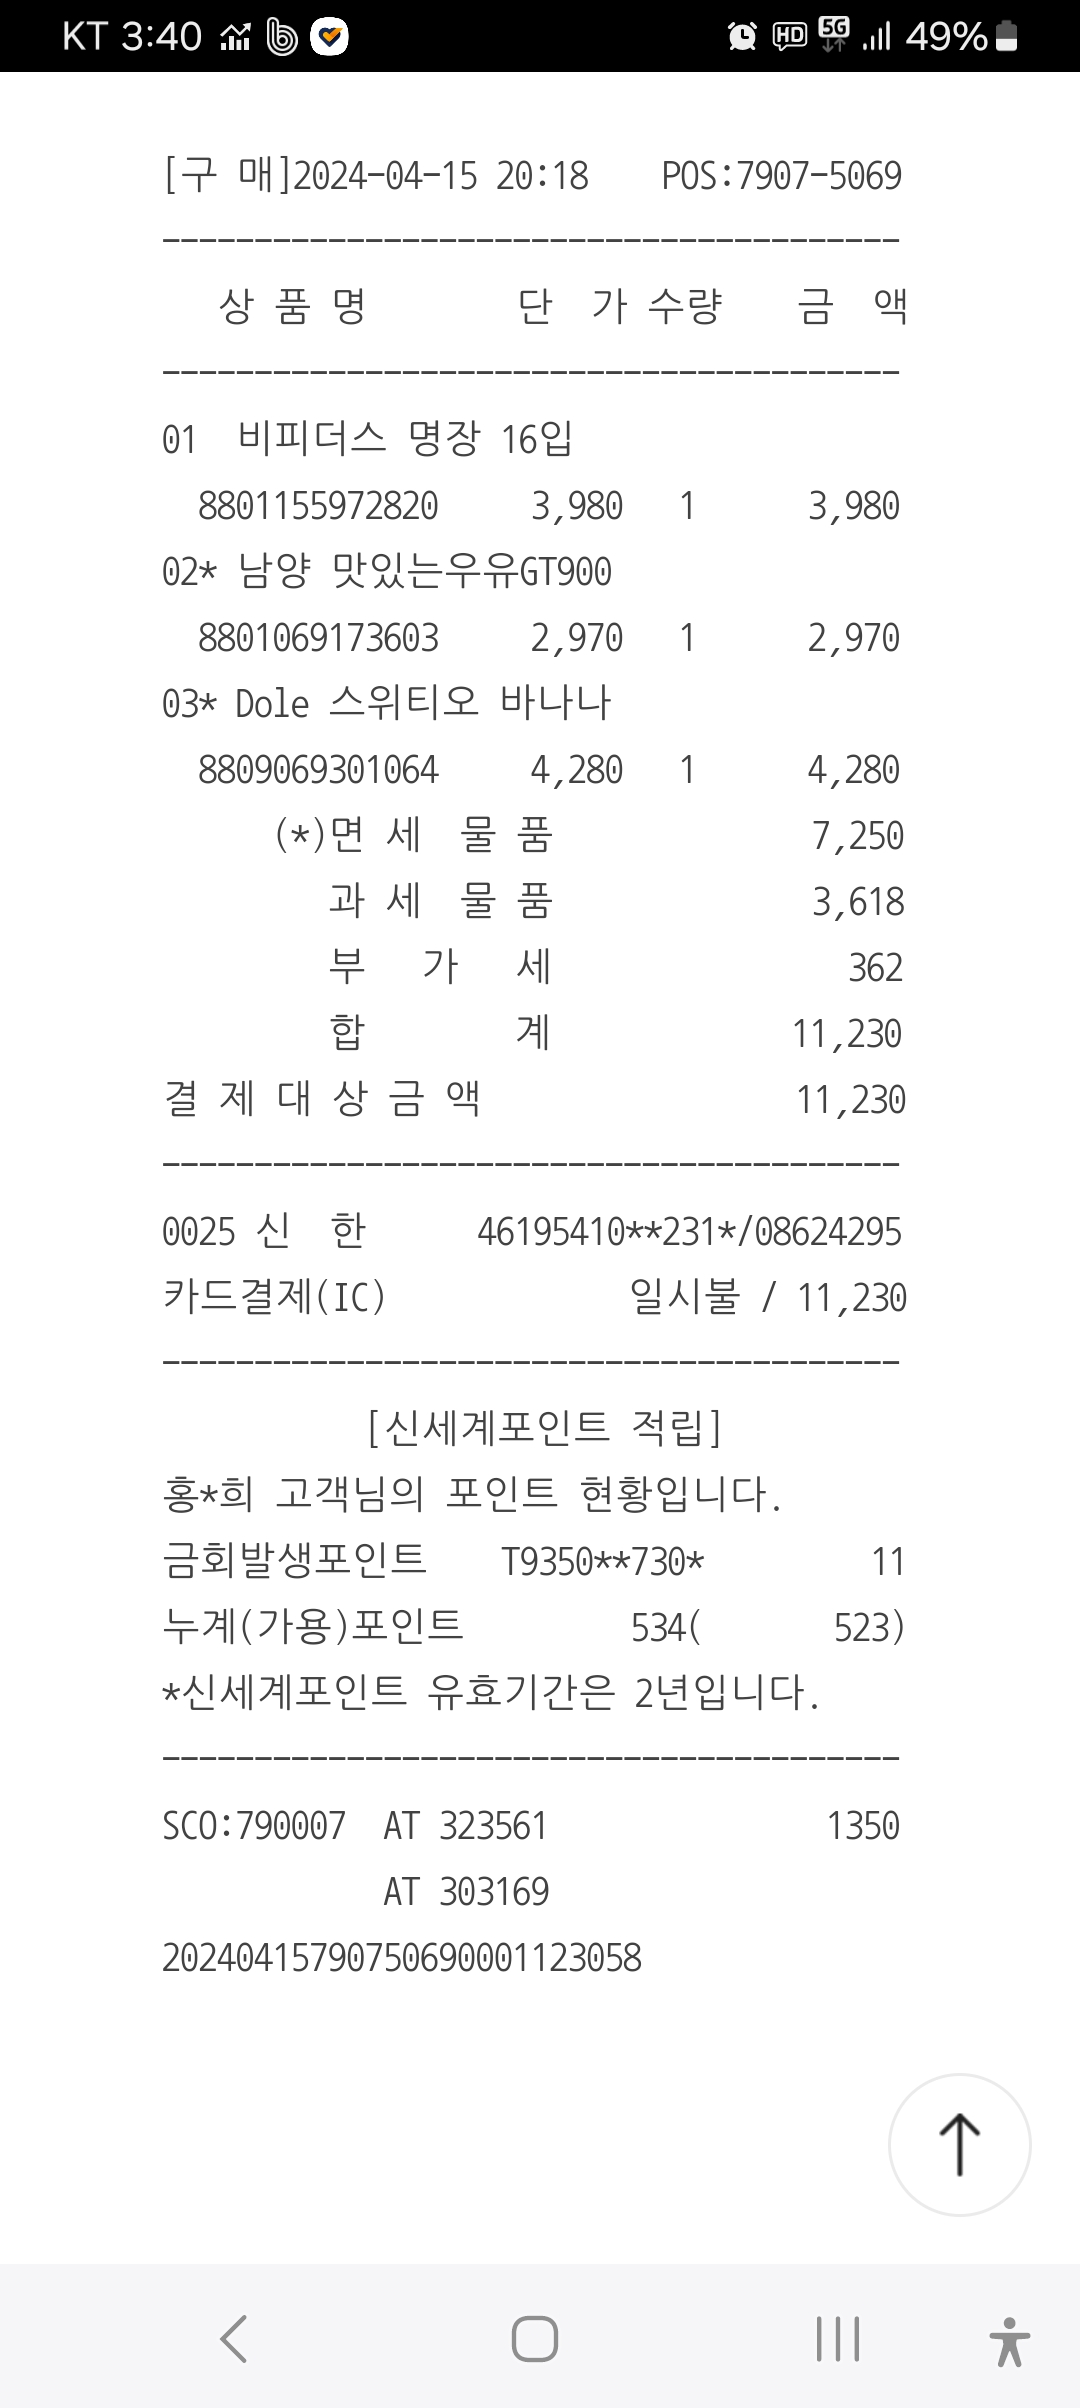 KT 3:40 HD 5G 49%
[구 매]2024-04-15 20:18 POS:7907-5069
----------------------------------------
상 품 명 단 가 수량 금 액
----------------------------------------
01 비피더스 명장 16입
8801155972820 3,980 1 3,980
02* 남양 맛있는우유GT900
8801069173603 2,970 1 2,970
03* Dole 스위티오 바나나
8809069301064 4,280 1 4,280
(*)면 세 물 품 7,250
과 세 물 품 3,618
부 가 세 362
합 계 11,230
결 제 대 상 금 액 11,230
----------------------------------------
0025 신 한 46195410**231*/08624295
카드결제(IC) 일시불 / 11,230
----------------------------------------
[신세계포인트 적립]
홍*희 고객님의 포인트 현황입니다.
금회발생포인트 T9350**730* 11
누계(가용)포인트 534( 523)
*신세계포인트 유효기간은 2년입니다.
----------------------------------------
SCO:790007 AT 323561 1350
AT 303169
20240415790750690001123058